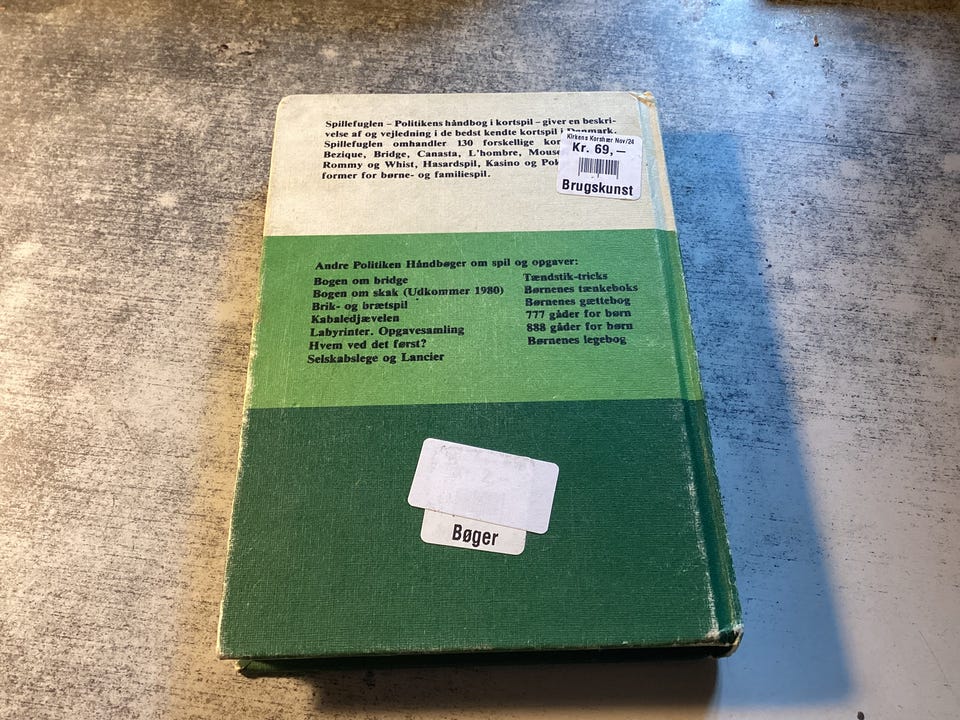 Spillefuglen – Politikens håndbog i kortspil – giver en beskri-
velse af og vejledning i de bedst kendte kortspil i Danmark.
Spillefuglen omhandler 130 forskellige
Bezique, Bridge, Canasta, L'hombre,
Rommy og Whist, Hasardspil, Kasino og
former for børne- og familiespil.
Kirkens Korshær Nov/24
Kr. 69,–
Brugskunst
Andre Politiken Håndbøger om spil og opgaver:
Bogen om bridge
Bogen om skak (Udkommer 1980)
Brik- og brætspil
Kabaledjævelen
Labyrinter. Opgavesamling
Hvem ved det først?
Selskabslege og Lancier
Tændstik-tricks
Børnenes tænkeboks
Børnenes gættebog
777 gåder for børn
888 gåder for børn
Børnenes legebog
Bøger